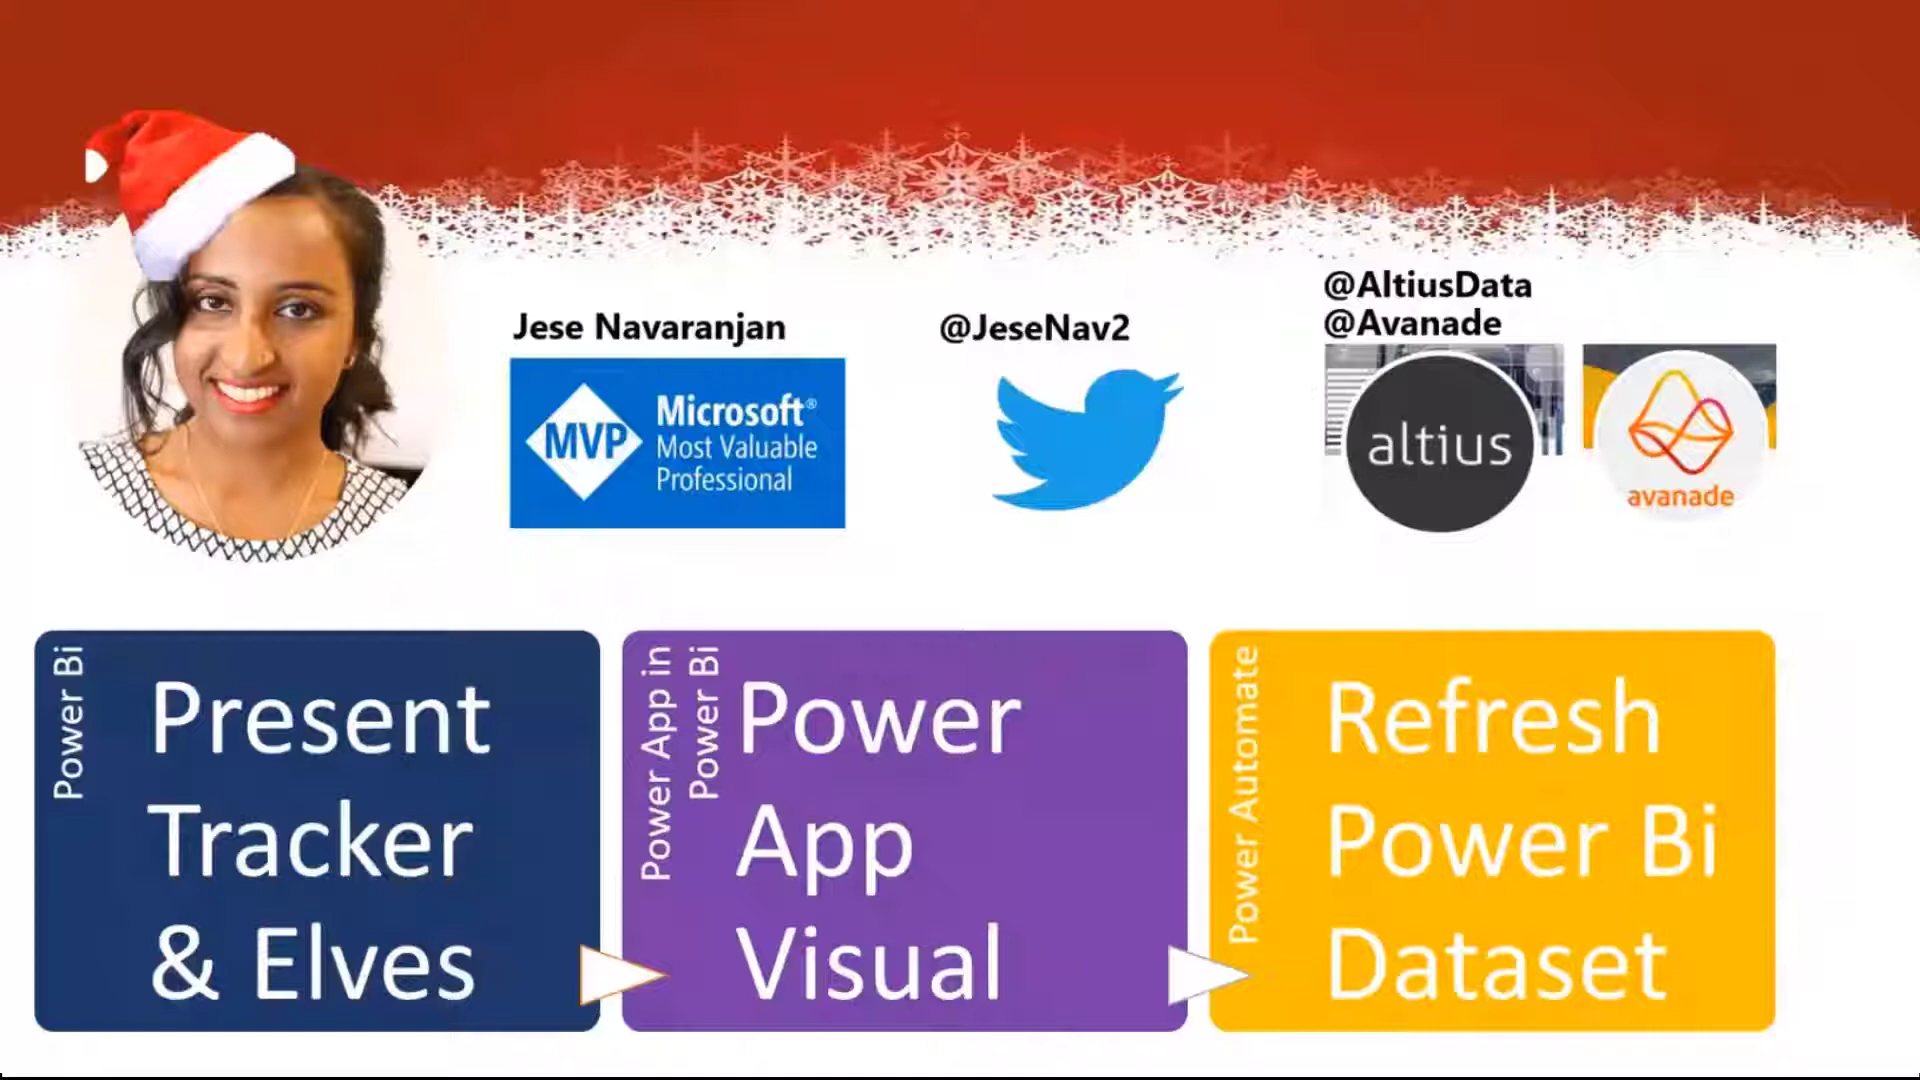 @AltiusData
@Avanade
Jese Navaranjan
@JeseNav2
MVP
Microsoft®
Most Valuable
Professional
altius
avanade
Power Bi
Present
Tracker
& Elves
Power App in
Power Bi
Power
App
Visual
Power Automate
Refresh
Power Bi
Dataset